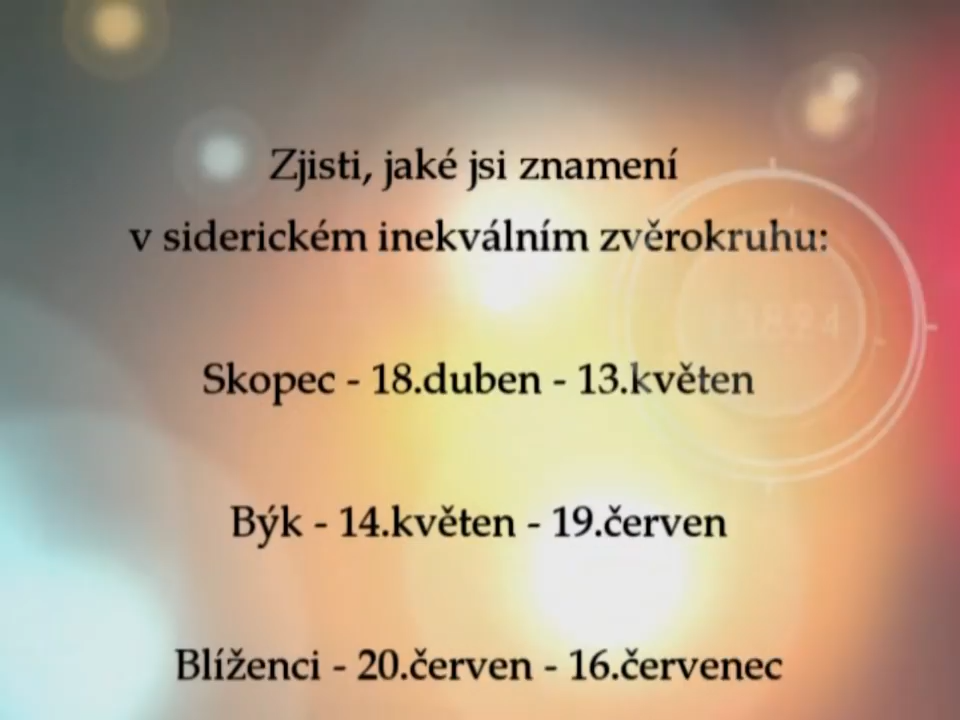 Zjisti, jaké jsi znamení
v siderickém inekválním zvěrokruhu:
Skopec - 18.duben - 13.květen
Býk - 14.květen - 19.červen
Blíženci - 20.červen - 16.červenec